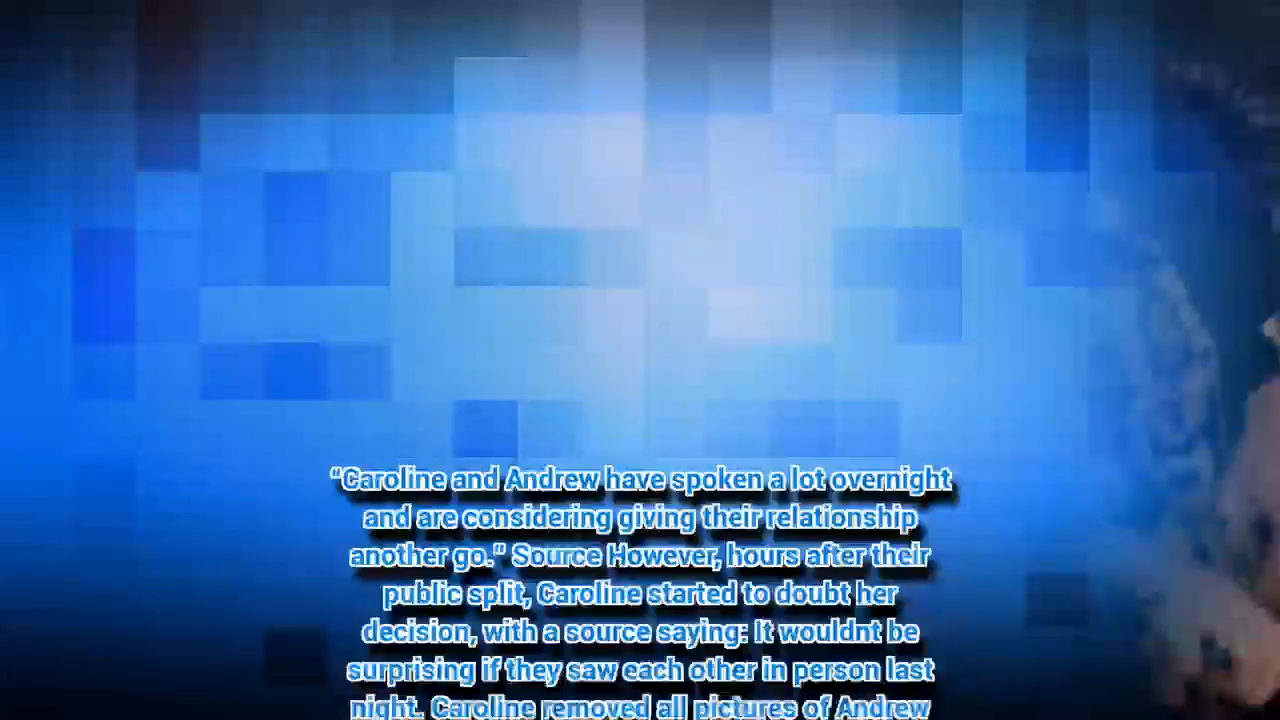 “Caroline and Andrew have spoken a lot overnight
and are considering giving their relationship
another go.” Source However, hours after their
public split, Caroline started to doubt her
decision, with a source saying: It wouldnt be
surprising if they saw each other in person last
night. Caroline removed all pictures of Andrew